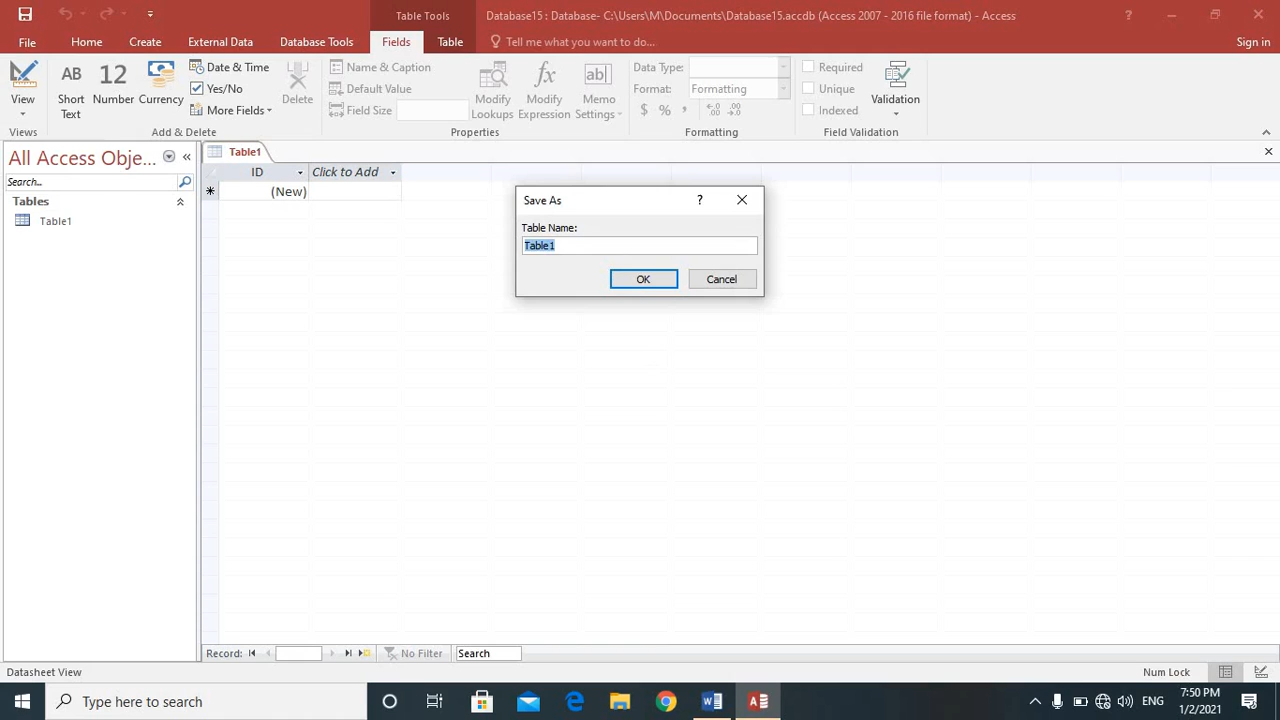 Table Tools
Database15 : Database- C:\Users\M\Documents\Database15.accdb (Access 2007 - 2016 file format) - Access
?
File
Home
Create
External Data
Database Tools
Fields
Table
Tell me what you want to do...
Sign in
View
AB
Short Text
12
Number
Currency
Date & Time
Yes/No
More Fields
Delete
Name & Caption
Default Value
Field Size
Modify Lookups
fx
Modify Expression
ab
Memo Settings
Data Type:
Format:
Formatting
$ % , .00
Required
Unique
Indexed
Validation
Views
Add & Delete
Properties
Formatting
Field Validation
All Access Obje...
Search...
Tables
Table1
Table1
ID
Click to Add
(New)
Save As
?
Table Name:
Table1
OK
Cancel
Record:
No Filter
Search
Datasheet View
Num Lock
Type here to search
ENG
7:50 PM
1/2/2021